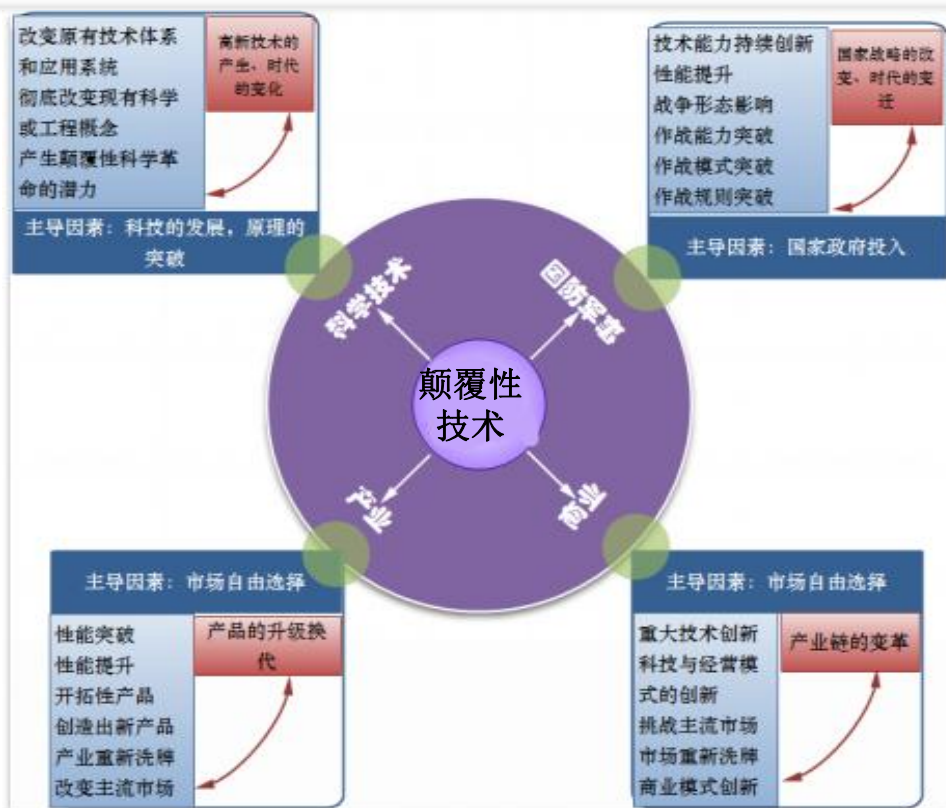 改变原有技术体系
和应用系统
彻底改变现有科学
或工程概念
产生颠覆性科学革
命的潜力
高新技术的
产生、时代
的变化
主导因素：科技的发展，原理的
突破
技术能力持续创新
性能提升
战争形态影响
作战能力突破
作战模式突破
作战规则突破
国家战略的改
变、时代的变
迁
主导因素：国家政府投入
科学技术
国防军事
颠覆性
技术
产业
商业
主导因素：市场自由选择
性能突破
性能提升
开拓性产品
创造出新产品
产业重新洗牌
改变主流市场
产品的升级换
代
主导因素：市场自由选择
重大技术创新
科技与经营模
式的创新
挑战主流市场
市场重新洗牌
商业模式创新
产业链的变革